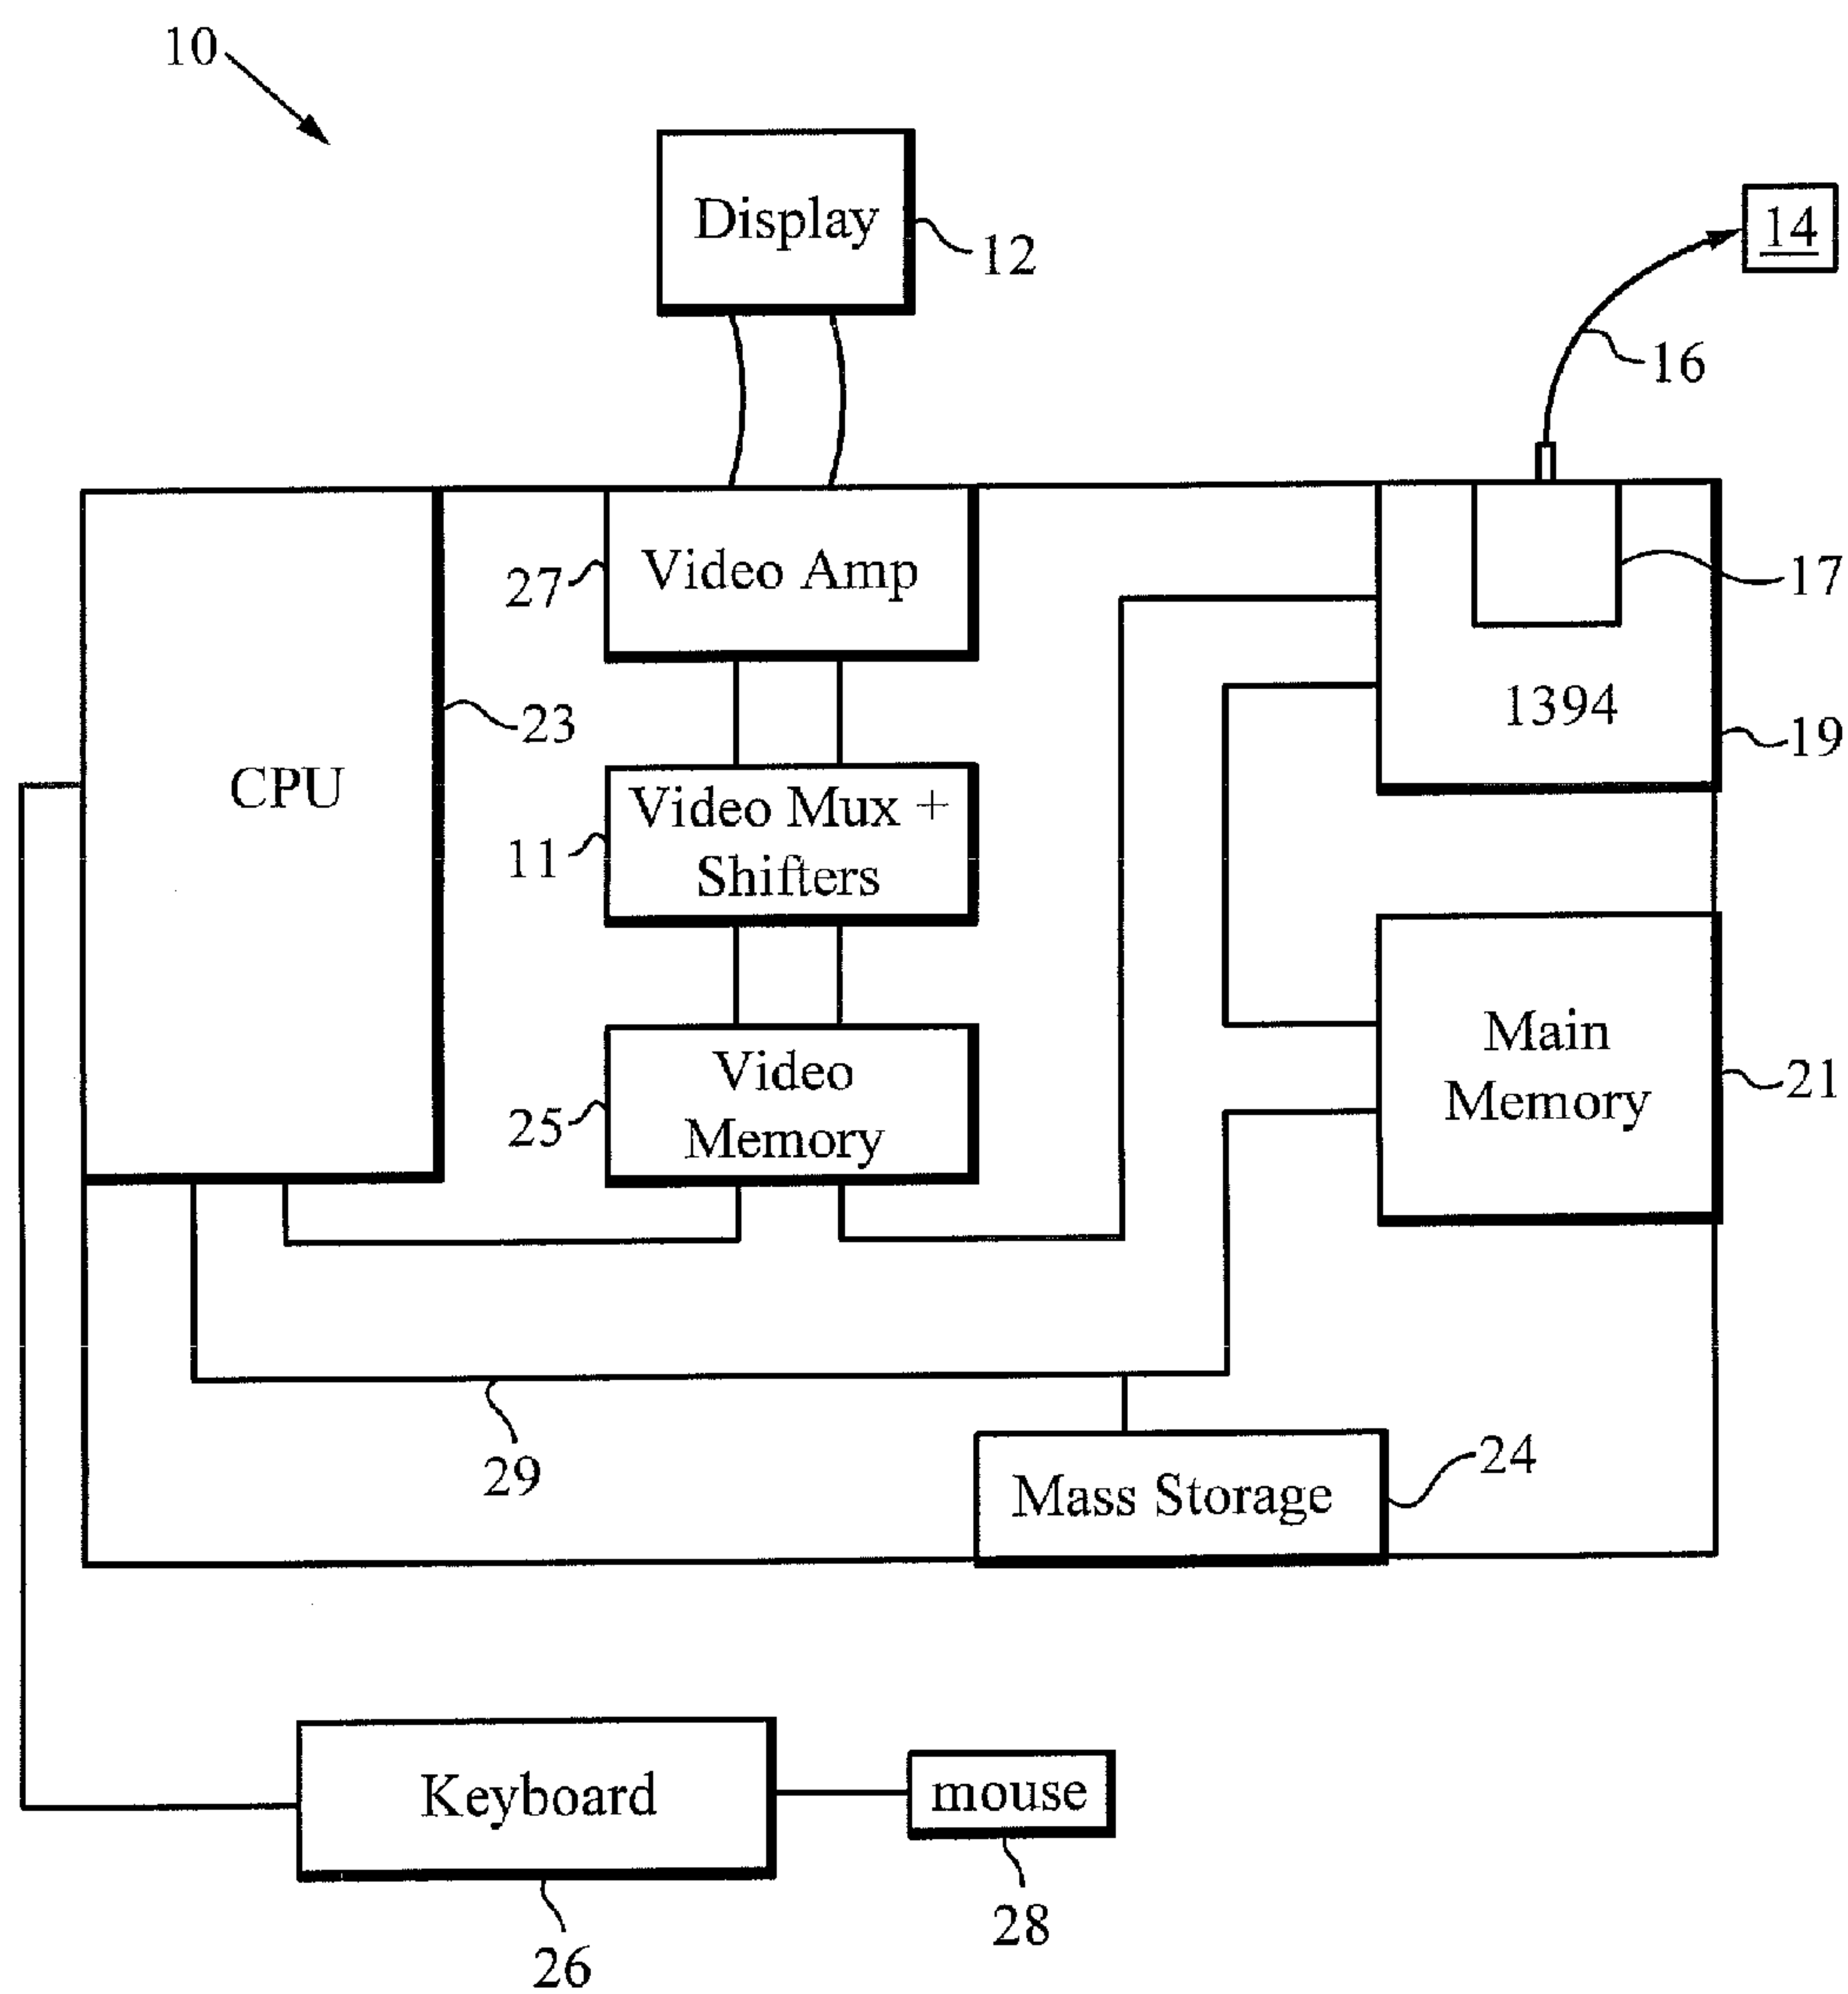 10
Display
12
14
16
27
Video Amp
17
1394
19
23
CPU
11
Video Mux +
Shifters
Main
Memory
21
25
Video
Memory
29
24
Mass Storage
Keyboard
mouse
26
28